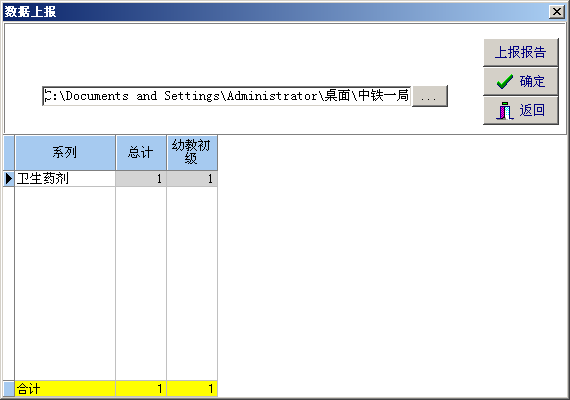 数据上报
上报报告
C:\Documents and Settings\Administrator\桌面\中铁一局
...
确定
返回
系列 总计 幼教初
级
卫生药剂 1 1
合计 1 1